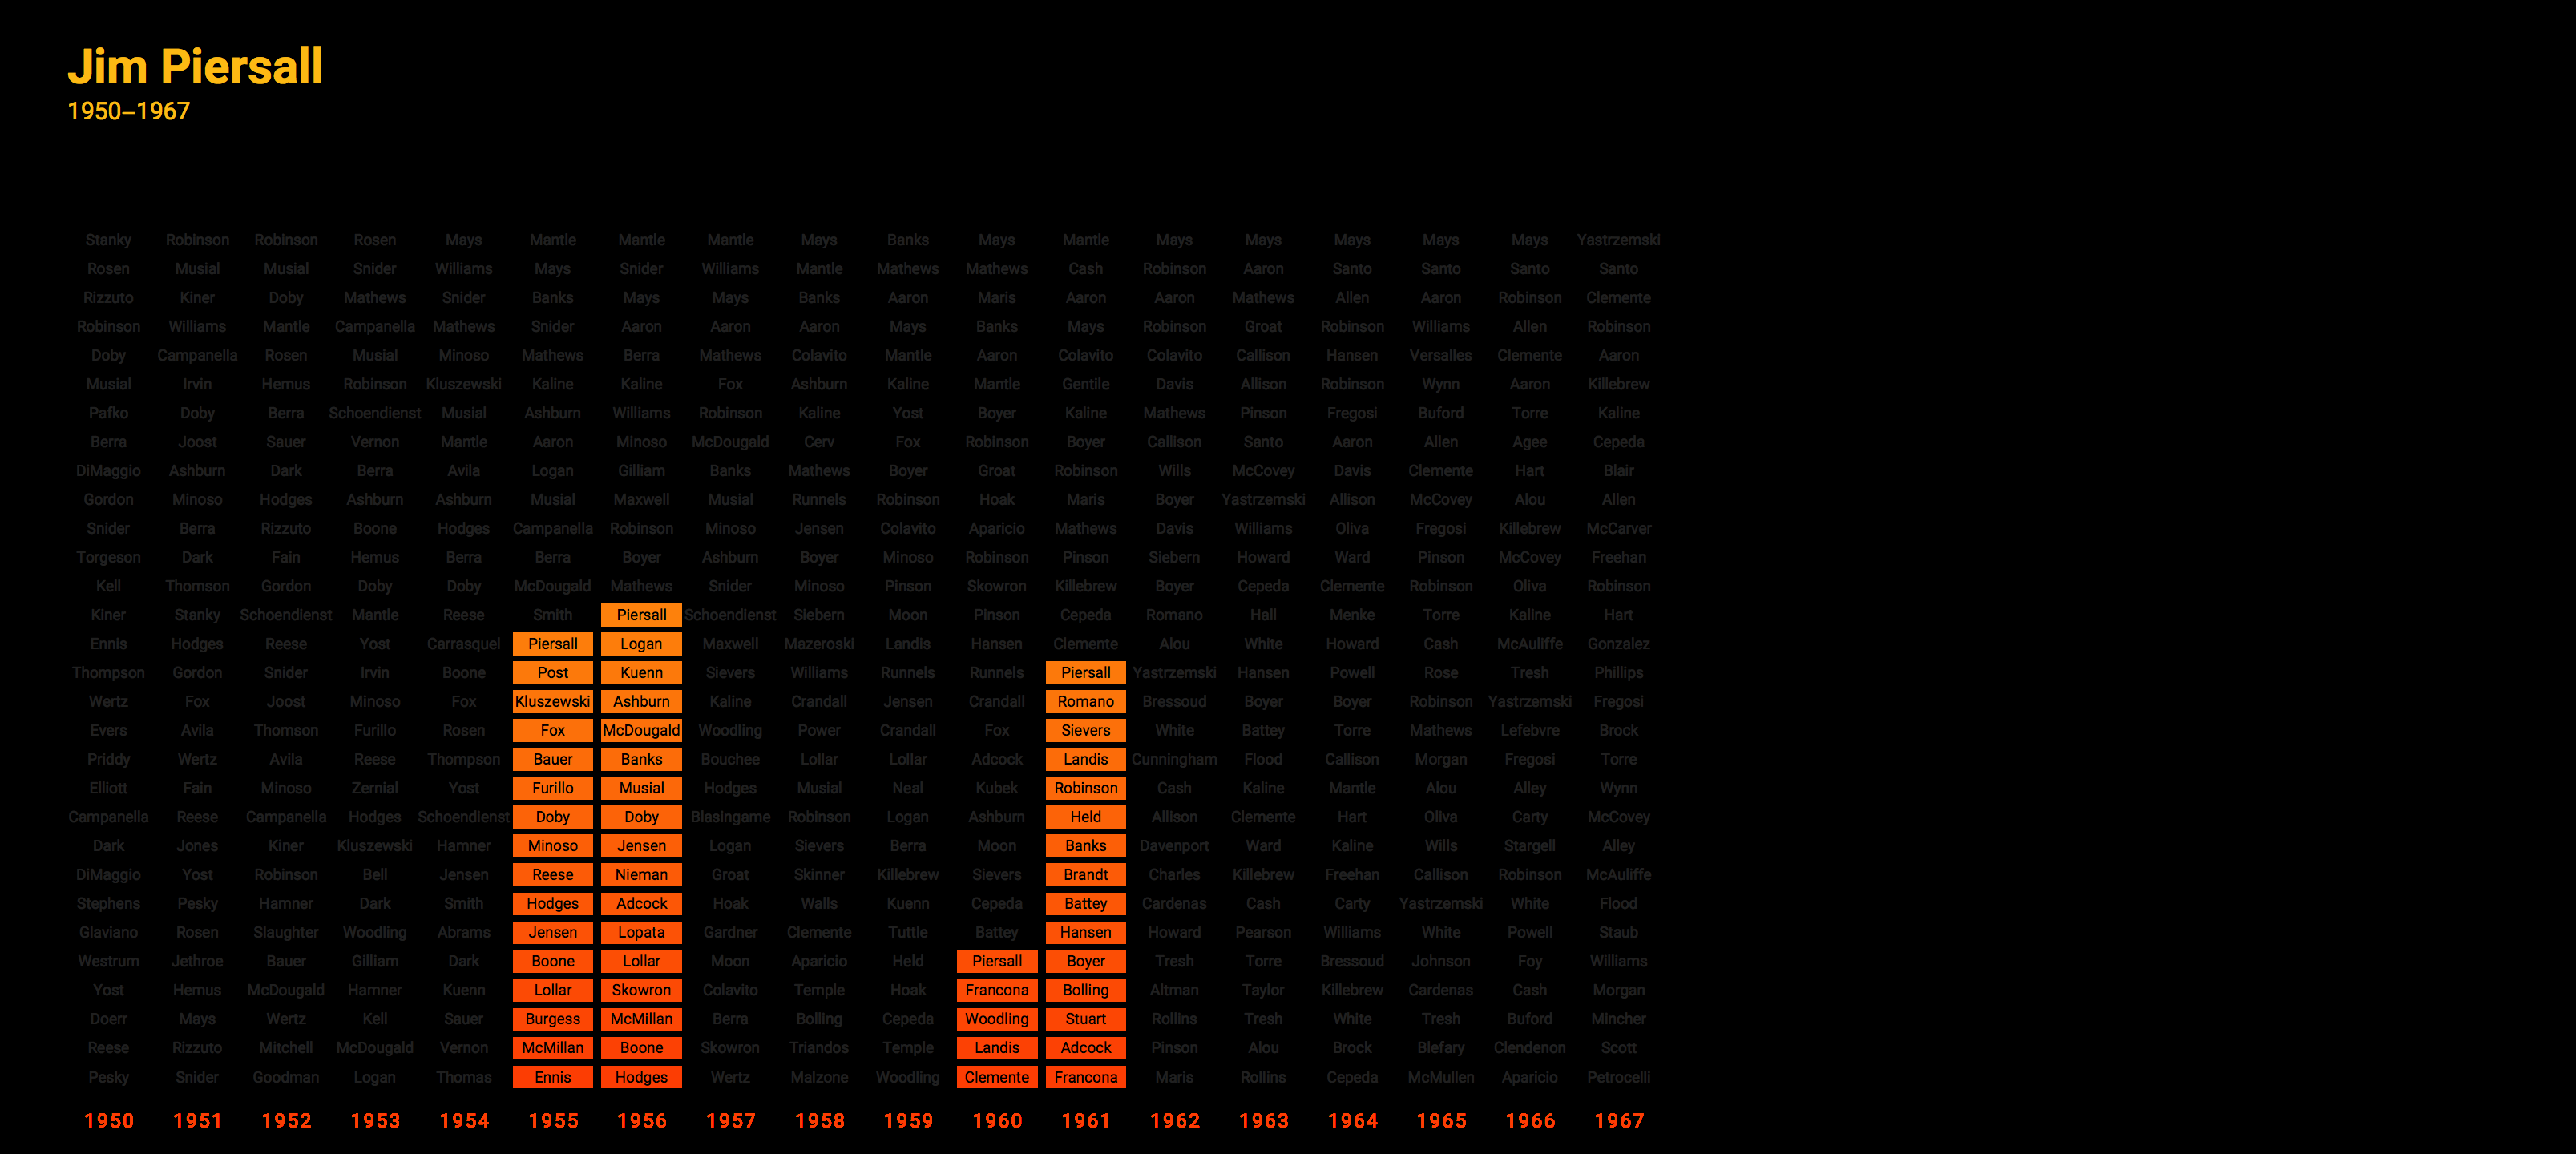 Jim Piersall
1950–1967
Stanky Robinson Robinson Rosen Mays Mantle Mantle Mantle Mays Banks Mays Mantle Mays Mays Mays Mays Mays Yastrzemski
Rosen Musial Musial Snider Williams Mays Snider Williams Mantle Mathews Mathews Cash Robinson Aaron Santo Santo Santo Santo
Rizzuto Kiner Doby Mathews Snider Banks Mays Mays Banks Aaron Maris Aaron Aaron Mathews Allen Aaron Robinson Clemente
Robinson Williams Mantle Campanella Mathews Snider Aaron Aaron Aaron Mays Banks Mays Robinson Groat Robinson Williams Allen Robinson
Doby Campanella Rosen Musial Minoso Mathews Berra Mathews Colavito Mantle Aaron Colavito Colavito Callison Hansen Versalles Clemente Aaron
Musial Irvin Hemus Robinson Kluszewski Kaline Kaline Fox Ashburn Kaline Mantle Gentile Davis Allison Robinson Wynn Aaron Killebrew
Pafko Doby Berra Schoendienst Musial Ashburn Williams Robinson Kaline Yost Boyer Kaline Mathews Pinson Fregosi Buford Torre Kaline
Berra Joost Sauer Vernon Mantle Aaron Minoso McDougald Cerv Fox Robinson Boyer Callison Santo Aaron Allen Agee Cepeda
DiMaggio Ashburn Dark Berra Avila Logan Gilliam Banks Mathews Boyer Groat Robinson Wills McCovey Davis Clemente Hart Blair
Gordon Minoso Hodges Ashburn Ashburn Musial Maxwell Musial Runnels Robinson Hoak Maris Boyer Yastrzemski Allison McCovey Alou Allen
Snider Berra Rizzuto Boone Hodges Campanella Robinson Minoso Jensen Colavito Aparicio Mathews Davis Williams Oliva Fregosi Killebrew McCarver
Torgeson Dark Fain Hemus Berra Berra Boyer Ashburn Boyer Minoso Robinson Pinson Siebern Howard Ward Pinson McCovey Freehan
Kell Thomson Gordon Doby Doby McDougald Mathews Snider Minoso Pinson Skowron Killebrew Boyer Cepeda Clemente Robinson Oliva Robinson
Kiner Stanky Schoendienst Mantle Reese Smith Piersall Schoendienst Siebern Moon Pinson Cepeda Romano Hall Menke Torre Kaline Hart
Ennis Hodges Reese Yost Carrasquel Piersall Logan Maxwell Mazeroski Landis Hansen Clemente Alou White Howard Cash McAuliffe Gonzalez
Thompson Gordon Snider Irvin Boone Post Kuenn Sievers Williams Runnels Runnels Piersall Yastrzemski Hansen Powell Rose Tresh Phillips
Wertz Fox Joost Minoso Fox Kluszewski Ashburn Kaline Crandall Jensen Crandall Romano Bressoud Boyer Boyer Robinson Yastrzemski Fregosi
Evers Avila Thomson Furillo Rosen Fox McDougald Woodling Power Crandall Fox Sievers White Battey Torre Mathews Lefebvre Brock
Priddy Wertz Avila Reese Thompson Bauer Banks Bouchee Lollar Lollar Adcock Landis Cunningham Flood Callison Morgan Fregosi Torre
Elliott Fain Minoso Zernial Yost Furillo Musial Hodges Musial Neal Kubek Robinson Cash Kaline Mantle Alou Alley Wynn
Campanella Reese Campanella Hodges Schoendienst Doby Doby Blasingame Robinson Logan Ashburn Held Allison Clemente Hart Oliva Carty McCovey
Dark Jones Kiner Kluszewski Hamner Minoso Jensen Logan Sievers Berra Moon Banks Davenport Ward Kaline Wills Stargell Alley
DiMaggio Yost Robinson Bell Jensen Reese Nieman Groat Skinner Killebrew Sievers Brandt Charles Killebrew Freehan Callison Robinson McAuliffe
Stephens Pesky Hamner Dark Smith Hodges Adcock Hoak Walls Kuenn Cepeda Battey Cardenas Cash Carty Yastrzemski White Flood
Glaviano Rosen Slaughter Woodling Abrams Jensen Lopata Gardner Clemente Tuttle Battey Hansen Howard Pearson Williams White Powell Staub
Westrum Jethroe Bauer Gilliam Dark Boone Lollar Moon Aparicio Held Piersall Boyer Tresh Torre Bressoud Johnson Foy Williams
Yost Hemus McDougald Hamner Kuenn Lollar Skowron Colavito Temple Hoak Francona Bolling Altman Taylor Killebrew Cardenas Cash Morgan
Doerr Mays Wertz Kell Sauer Burgess McMillan Berra Bolling Cepeda Woodling Stuart Rollins Tresh White Tresh Buford Mincher
Reese Rizzuto Mitchell McDougald Vernon McMillan Boone Skowron Triandos Temple Landis Adcock Pinson Alou Brock Blefary Clendenon Scott
Pesky Snider Goodman Logan Thomas Ennis Hodges Wertz Malzone Woodling Clemente Francona Maris Rollins Cepeda McMullen Aparicio Petrocelli
1950 1951 1952 1953 1954 1955 1956 1957 1958 1959 1960 1961 1962 1963 1964 1965 1966 1967